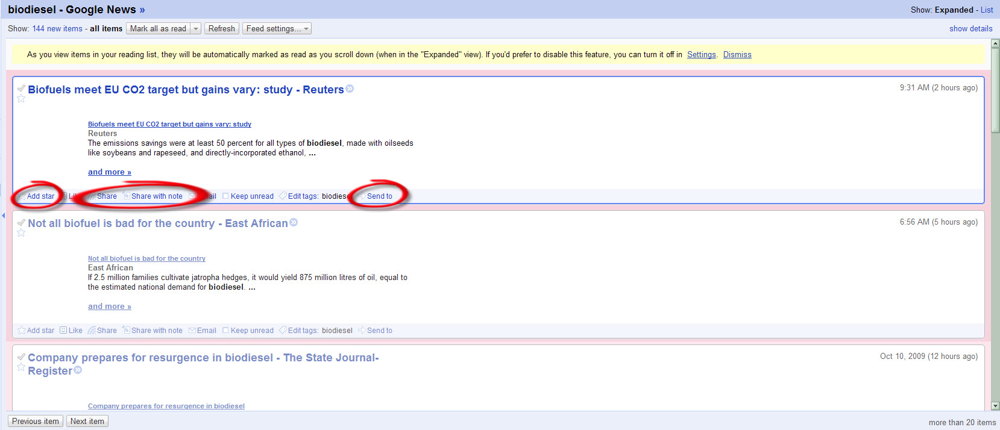 biodiesel - Google News »
Show: Expanded - List
Show: 144 new items - all items Mark all as read Refresh Feed settings...
show details
As you view items in your reading list, they will be automatically marked as read as you scroll down (when in the "Expanded" view). If you'd prefer to disable this feature, you can turn it off in Settings. Dismiss
Biofuels meet EU CO2 target but gains vary: study - Reuters »
9:31 AM (2 hours ago)
Biofuels meet EU CO2 target but gains vary: study
Reuters
The emissions savings were at least 50 percent for all types of biodiesel, made with oilseeds
like soybeans and rapeseed, and directly-incorporated ethanol, ...
and more »
Add star Share Share with note Keep unread Edit tags: biodiesel Send to
Not all biofuel is bad for the country - East African »
6:56 AM (5 hours ago)
Not all biofuel is bad for the country
East African
If 2.5 million families cultivate jatropha hedges, it would yield 875 million litres of oil, equal to
the estimated national demand for biodiesel. ...
and more »
Add star Like Share Share with note Email Keep unread Edit tags: biodiesel Send to
Company prepares for resurgence in biodiesel - The State Journal-
Register »
Oct 10, 2009 (12 hours ago)
Company prepares for resurgence in biodiesel
Previous item Next item
more than 20 items